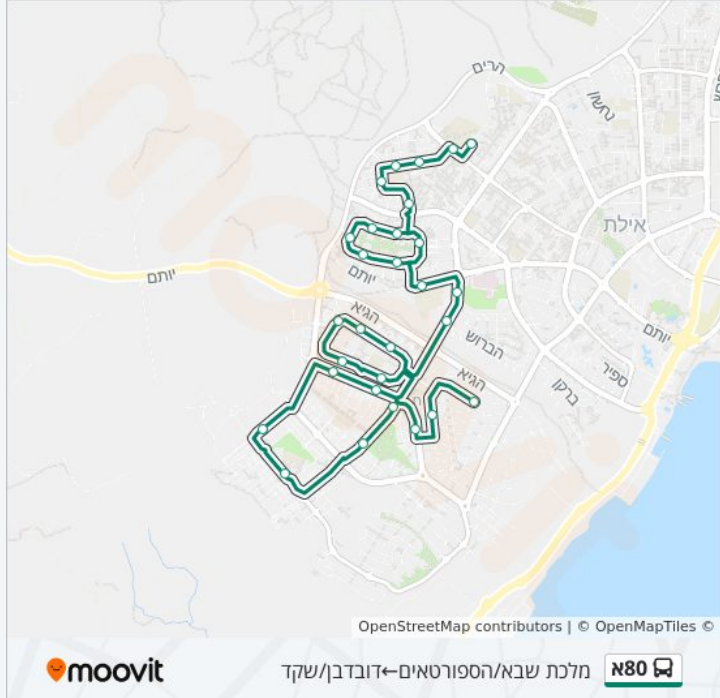 הרים
נחשון
אילת
יותם
יותם
הגיא
הברוש
יותם
הגיא
ספיר
ברקן
OpenStreetMap contributors | © OpenMapTiles ©
moovit
מלכת שבא/הספורטאים←דובדבן/שקד
80א